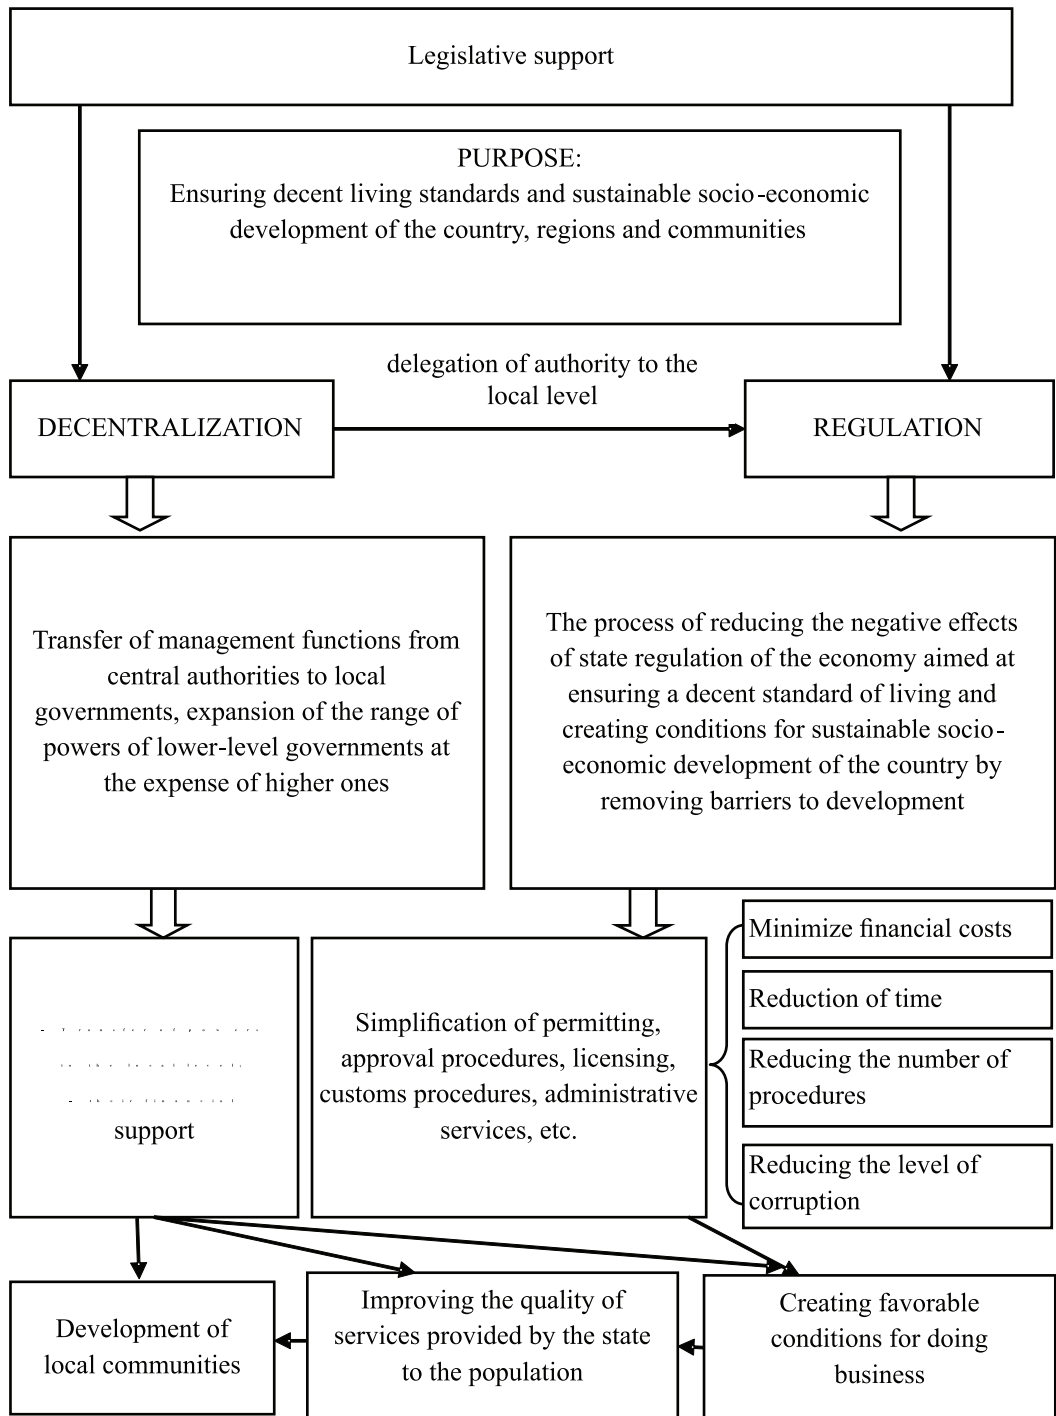 Legislative support
PURPOSE:
Ensuring decent living standards and sustainable socio-economic
development of the country, regions and communities
delegation of authority to the
local level
DECENTRALIZATION
REGULATION
Transfer of management functions from
central authorities to local
governments, expansion of the range of
powers of lower-level governments at
the expense of higher ones
The process of reducing the negative effects
of state regulation of the economy aimed at
ensuring a decent standard of living and
creating conditions for sustainable socio-
economic development of the country by
removing barriers to development
support
Simplification of permitting,
approval procedures, licensing,
customs procedures, administrative
services, etc.
Minimize financial costs
Reduction of time
Reducing the number of
procedures
Reducing the level of
corruption
Development of
local communities
Improving the quality of
services provided by the state
to the population
Creating favorable
conditions for doing
business